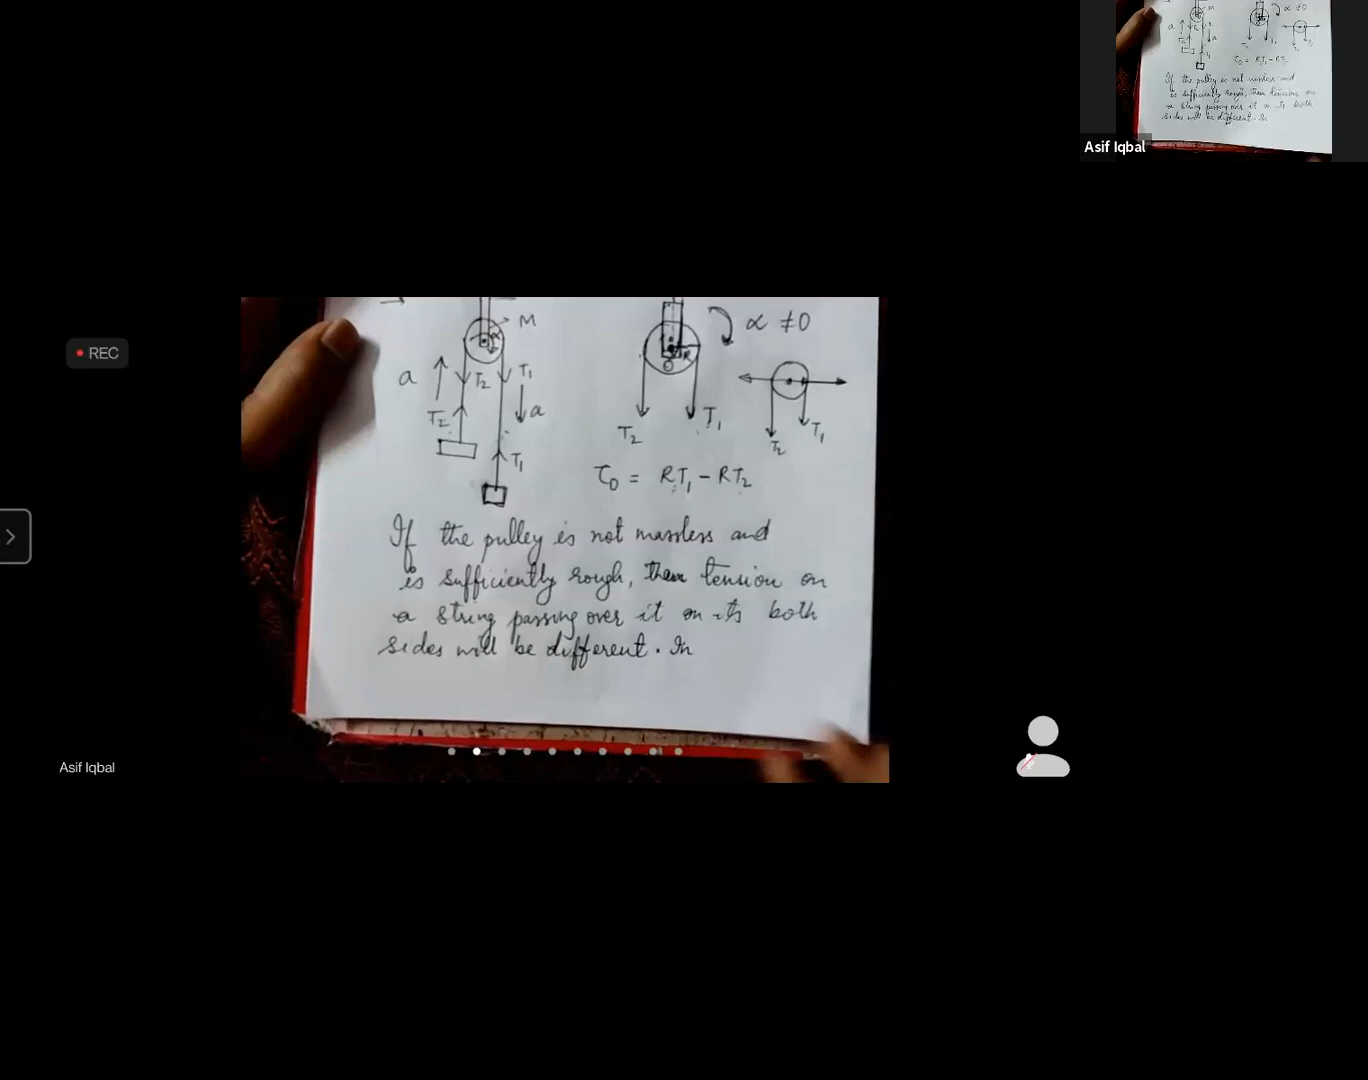 Asif Iqbal
REC
M
α ≠0
a
T2
T1
a
T2
T1
R
O
T2
T1
T2
T1
τO = RT1 - RT2
If the pulley is not massless and
is sufficiently rough, then tension on
a string passing over it on its both
sides will be different. In
Asif Iqbal